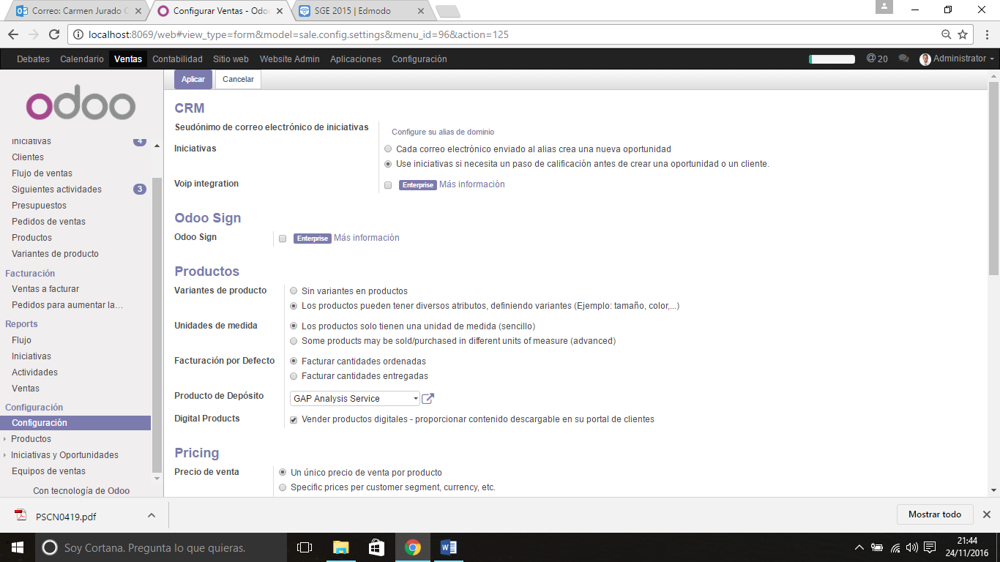 Correo: Carmen Jurado C
Configurar Ventas - Odoo
SGE 2015 | Edmodo
localhost:8069/web#view_type=form&model=sale.config.settings&menu_id=96&action=125
Debates Calendario Ventas Contabilidad Sitio web Website Admin Aplicaciones Configuración @ 20 Administrator
odoo
Iniciativas 4
Clientes
Flujo de ventas
Siguientes actividades 3
Presupuestos
Pedidos de ventas
Productos
Variantes de producto
Facturación
Ventas a facturar
Pedidos para aumentar la…
Reports
Flujo
Iniciativas
Actividades
Ventas
Configuración
Configuración
Productos
Iniciativas y Oportunidades
Equipos de ventas
Con tecnología de Odoo
Aplicar Cancelar
CRM
Seudónimo de correo electrónico de iniciativas Configure su alias de dominio
Iniciativas Cada correo electrónico enviado al alias crea una nueva oportunidad
Use iniciativas si necesita un paso de calificación antes de crear una oportunidad o un cliente.
Voip integration Enterprise Más información
Odoo Sign
Odoo Sign Enterprise Más información
Productos
Variantes de producto Sin variantes en productos
Los productos pueden tener diversos atributos, definiendo variantes (Ejemplo: tamaño, color,...)
Unidades de medida Los productos solo tienen una unidad de medida (sencillo)
Some products may be sold/purchased in different units of measure (advanced)
Facturación por Defecto Facturar cantidades ordenadas
Facturar cantidades entregadas
Producto de Depósito GAP Analysis Service
Digital Products Vender productos digitales - proporcionar contenido descargable en su portal de clientes
Pricing
Precio de venta Un único precio de venta por producto
Specific prices per customer segment, currency, etc.
PSCN0419.pdf Mostrar todo
Soy Cortana. Pregunta lo que quieras.
21:44
24/11/2016